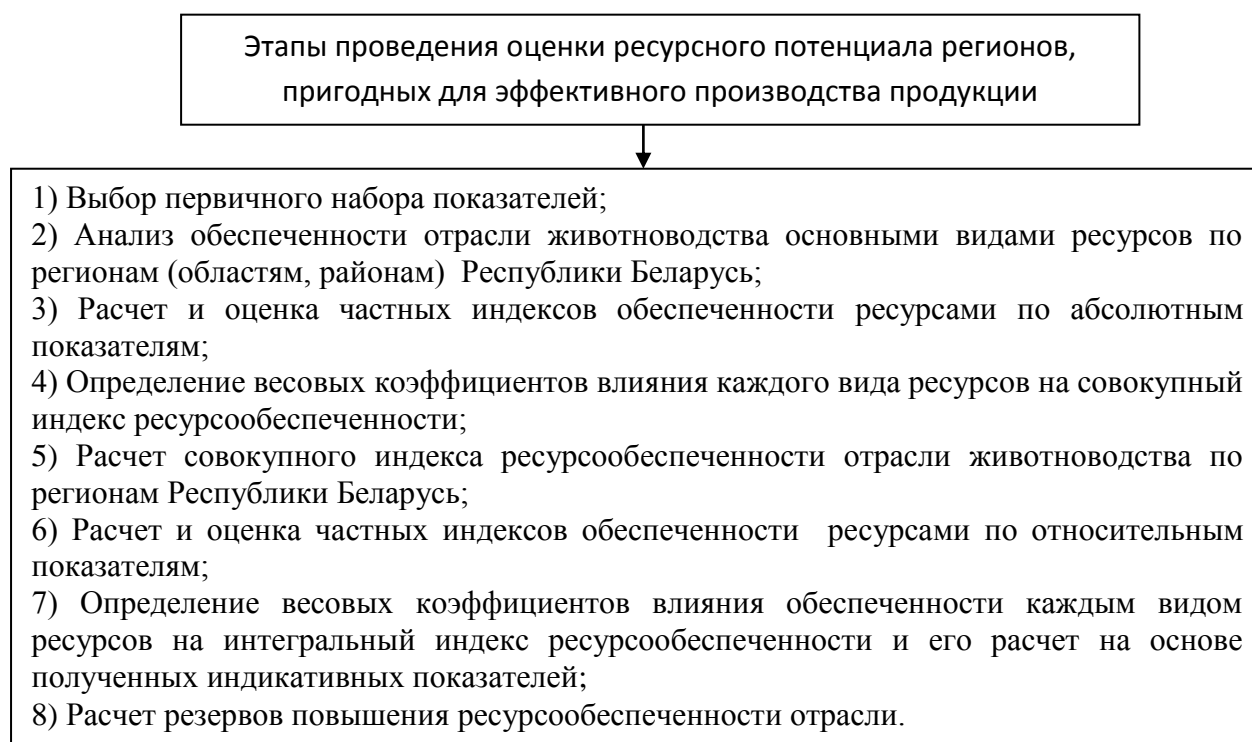 Этапы проведения оценки ресурсного потенциала регионов,
пригодных для эффективного производства продукции
1) Выбор первичного набора показателей;
2) Анализ обеспеченности отрасли животноводства основными видами ресурсов по
регионам (областям, районам) Республики Беларусь;
3) Расчет и оценка частных индексов обеспеченности ресурсами по абсолютным
показателям;
4) Определение весовых коэффициентов влияния каждого вида ресурсов на совокупный
индекс ресурсообеспеченности;
5) Расчет совокупного индекса ресурсообеспеченности отрасли животноводства по
регионам Республики Беларусь;
6) Расчет и оценка частных индексов обеспеченности ресурсами по относительным
показателям;
7) Определение весовых коэффициентов влияния обеспеченности каждым видом
ресурсов на интегральный индекс ресурсообеспеченности и его расчет на основе
полученных индикативных показателей;
8) Расчет резервов повышения ресурсообеспеченности отрасли.